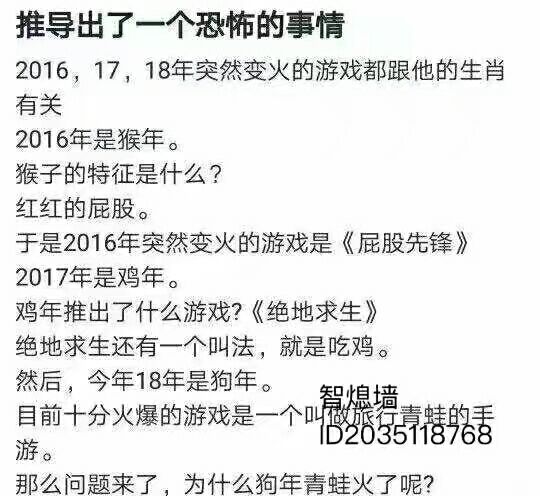 推导出了一个恐怖的事情
2016，17，18年突然变火的游戏都跟他的生肖
有关
2016年是猴年。
猴子的特征是什么？
红红的屁股。
于是2016年突然变火的游戏是《屁股先锋》
2017年是鸡年。
鸡年推出了什么游戏?《绝地求生》
绝地求生还有一个叫法，就是吃鸡。
然后，今年18年是狗年。
智熄墙
目前十分火爆的游戏是一个叫做旅行青蛙的手
ID2035118768
游。
那么问题来了，为什么狗年青蛙火了呢?